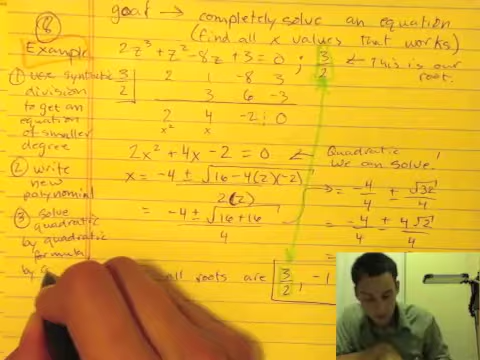 ⑧
goal → completely solve an equation
(find all x values that works)
Example
2z³ + z² - 8z + 3 = 0 ; 3/2 ← This is our
root.
① use synthetic
division
to get an
equation
of smaller
degree
3/2 | 2 1 -8 3
3 6 -3
2 4 -2 : 0
x² x
2x² + 4x - 2 = 0 ← Quadratic
we can solve!
② write
new
polynomial
x = -4 ± √16 - 4(2)(-2)
2(2)
= -4/4 ± √32/4
③ solve
quadratic
by quadratic
formula
= -4 ± √16+16
4
= -4/4 ± 4√2/4
=
by
all roots are 3/2, -1